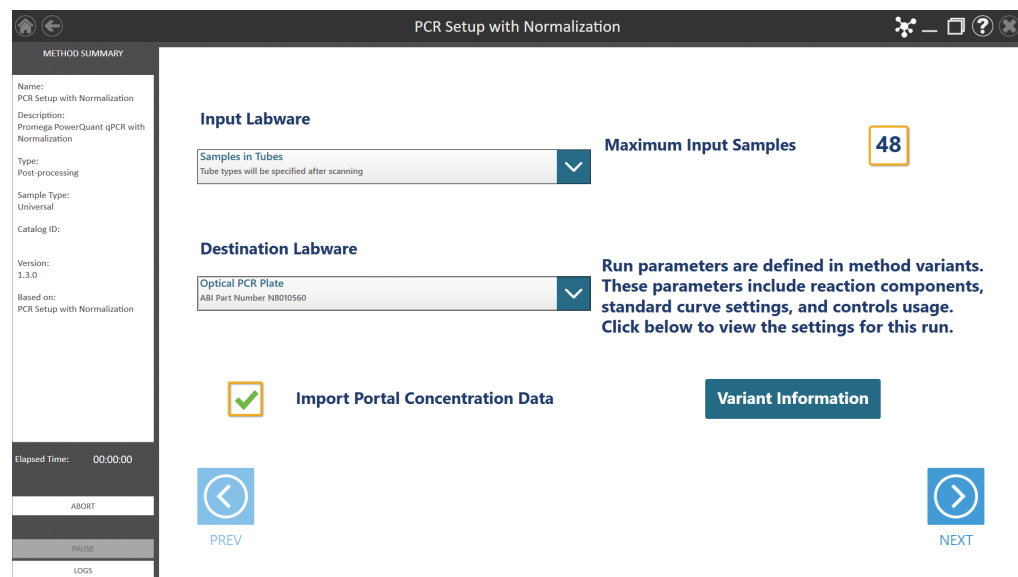 PCR Setup with Normalization
METHOD SUMMARY
Name:
PCR Setup with Normalization
Description:
Promega PowerQuant qPCR with
Normalization
Type:
Post-processing
Sample Type:
Universal
Catalog ID:
Version:
1.3.0
Based on:
PCR Setup with Normalization
Elapsed Time: 00:00:00
ABORT
PAUSE
LOGS
Input Labware
Samples in Tubes
Tube types will be specified after scanning
Maximum Input Samples 48
Destination Labware
Optical PCR Plate
ABI Part Number N8010560
Run parameters are defined in method variants.
These parameters include reaction components,
standard curve settings, and controls usage.
Click below to view the settings for this run.
Import Portal Concentration Data
Variant Information
PREV
NEXT